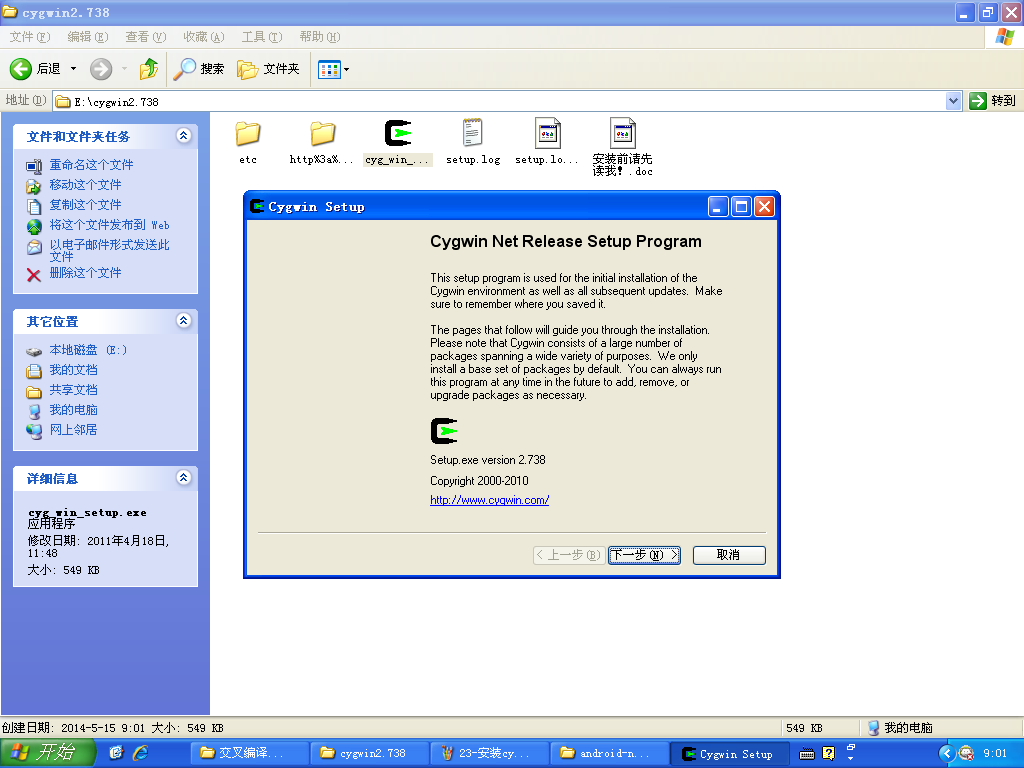 cygwin2.738
文件(F) 编辑(E) 查看(V) 收藏(A) 工具(T) 帮助(H)
后退 搜索 文件夹
地址(D) E:\cygwin2.738 转到
文件和文件夹任务
重命名这个文件
移动这个文件
复制这个文件
将这个文件发布到 Web
以电子邮件形式发送此
文件
删除这个文件
其它位置
本地磁盘 (E:)
我的文档
共享文档
我的电脑
网上邻居
详细信息
cyg_win_setup.exe
应用程序
修改日期: 2011年4月18日,
11:48
大小: 549 KB
etc http%3a%... cyg_win_... setup.log setup.lo... 安装前请先
读我!.doc
Cygwin Setup
Cygwin Net Release Setup Program
This setup program is used for the initial installation of the
Cygwin environment as well as all subsequent updates. Make
sure to remember where you saved it.
The pages that follow will guide you through the installation.
Please note that Cygwin consists of a large number of
packages spanning a wide variety of purposes. We only
install a base set of packages by default. You can always run
this program at any time in the future to add, remove, or
upgrade packages as necessary.
Setup.exe version 2.738
Copyright 2000-2010
http://www.cygwin.com/
< 上一步(B) 下一步(N) > 取消
创建日期: 2014-5-15 9:01 大小: 549 KB 549 KB 我的电脑
开始 交叉编译... cygwin2.738 23-安装cy... android-n... Cygwin Setup 9:01